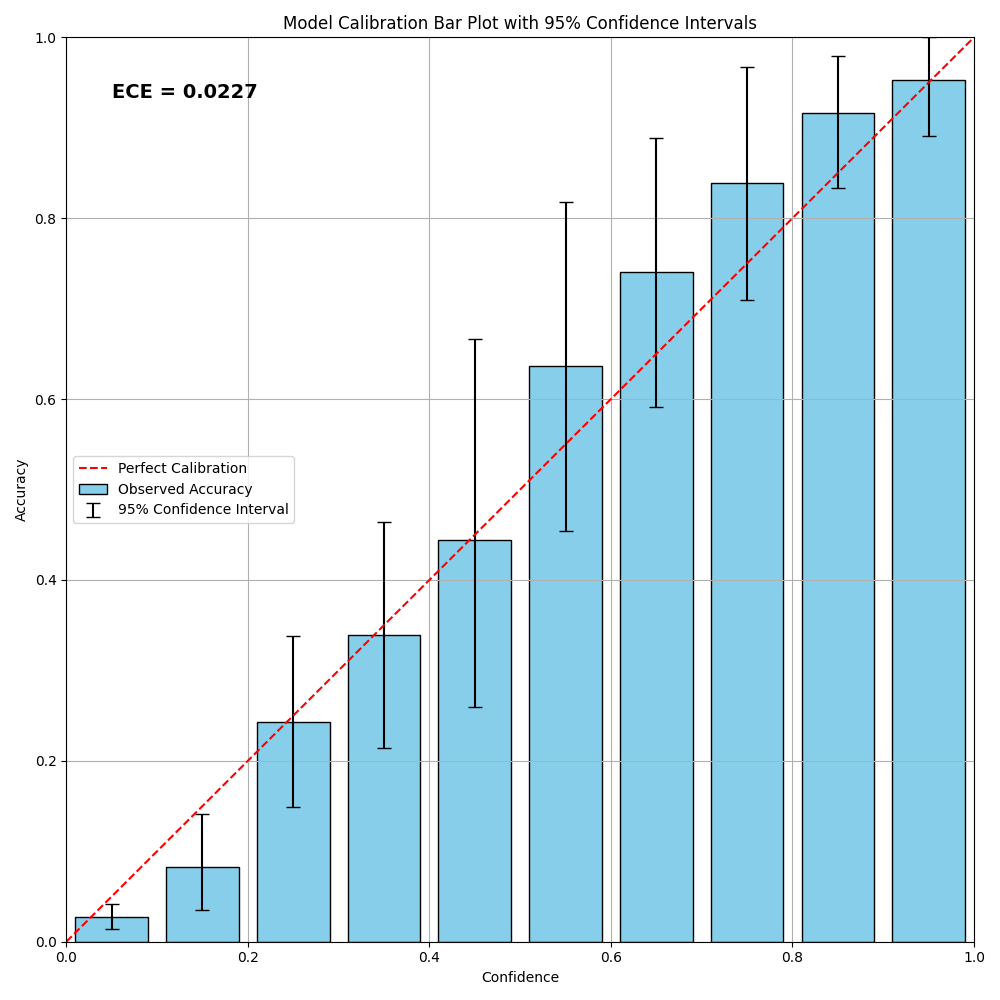 Model Calibration Bar Plot with 95% Confidence Intervals
ECE = 0.0227
Accuracy
1.0
0.8
0.6
0.4
0.2
0.0
Perfect Calibration
Observed Accuracy
95% Confidence Interval
0.0 0.2 0.4 0.6 0.8 1.0
Confidence